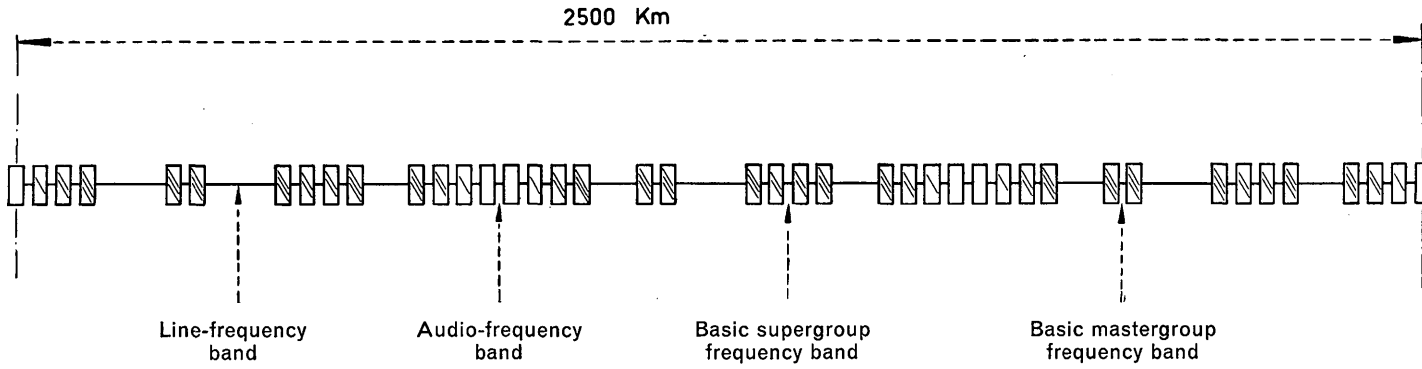 2500 Km
Line-frequency
band
Audio-frequency
band
Basic supergroup
frequency band
Basic mastergroup
frequency band